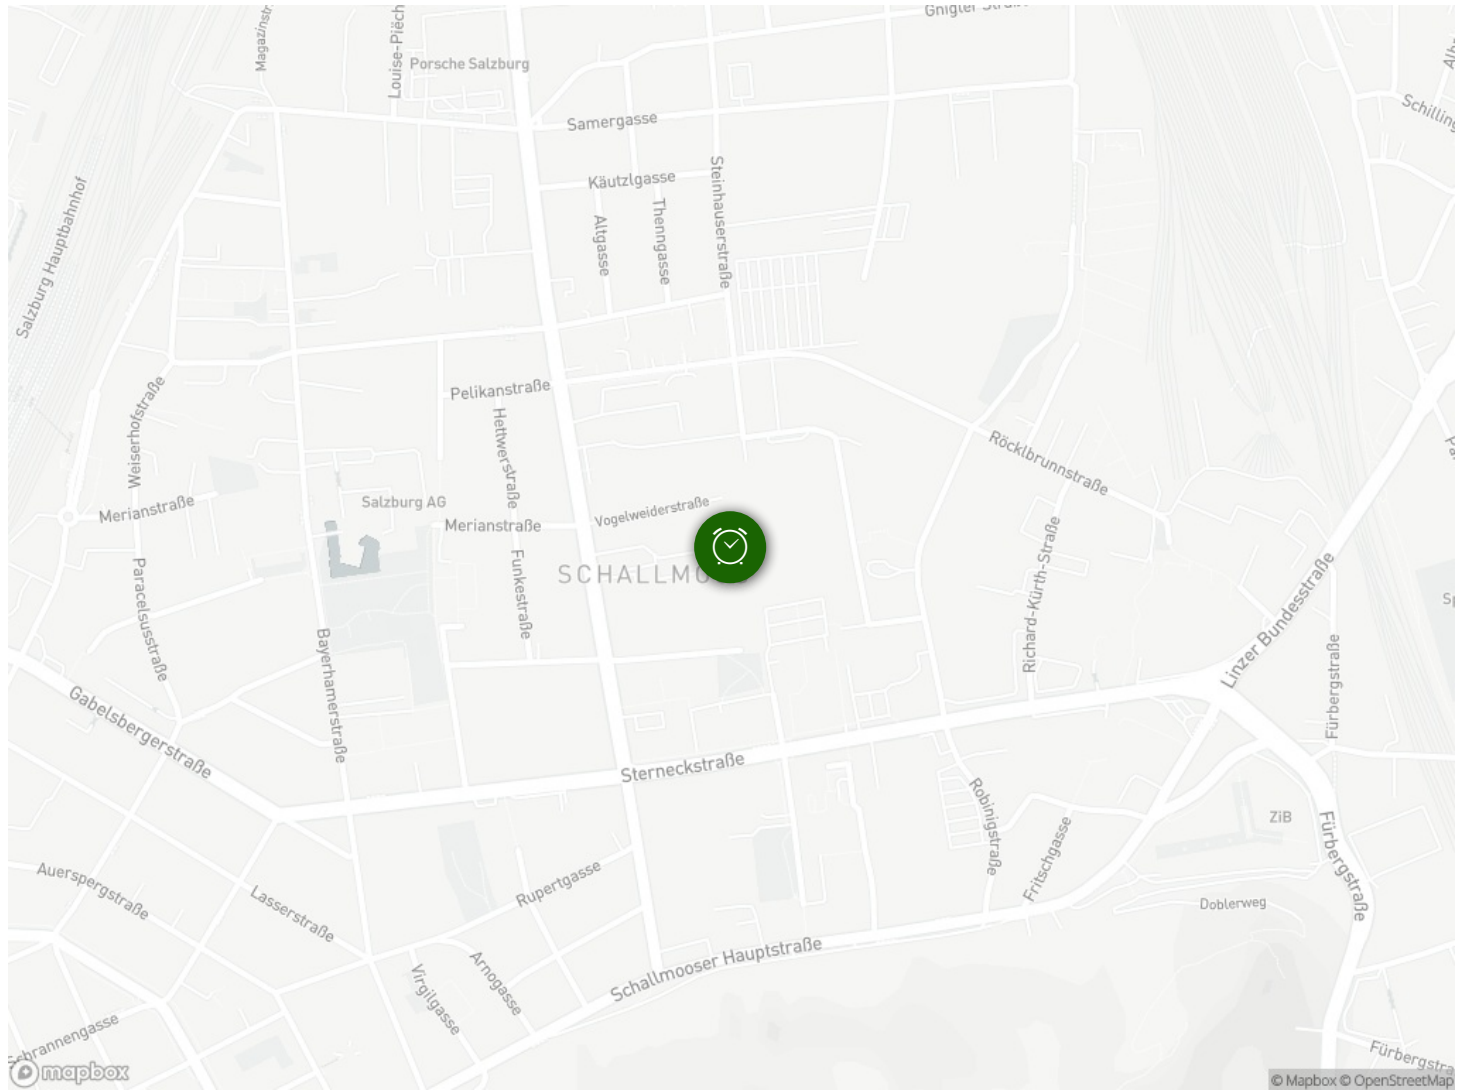 Gnigler Straße
Magazinstr.
Louise-Piëch
Porsche Salzburg
Schilling
Samergasse
Käutzlgasse
Steinhauserstraße
Thenngasse
Altgasse
Salzburg Hauptbahnhof
Pelikanstraße
Weiserhofstraße
Hettwerstraße
Röcklbrunnstraße
Merianstraße
Salzburg AG
Merianstraße
Vogelweiderstraße
SCHALLMO
Funkestraße
Paracelsusstraße
Richard-Kürth-Straße
Linzer Bundesstraße
Bayerhamerstraße
Fürbergstraße
Gabelsbergerstraße
Sterneckstraße
Robinigstraße
ZiB
Fürbergstraße
Fritschgasse
Auerspergstraße
Lasserstraße
Rupertgasse
Doblerweg
Schallmooser Hauptstraße
Arnogasse
Virgilgasse
chrannengasse
Fürbergstra
mapbox
© Mapbox © OpenStreetMap